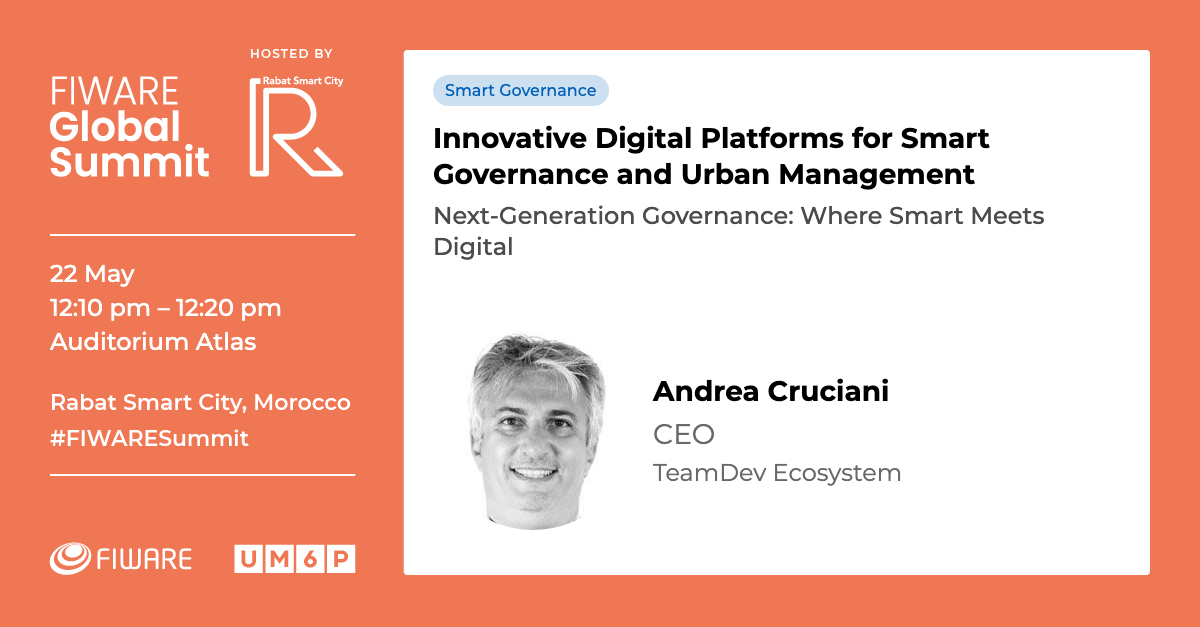 HOSTED BY
FIWARE
Global
Summit
Rabat Smart City
R
22 May
12:10 pm – 12:20 pm
Auditorium Atlas
Rabat Smart City, Morocco
#FIWARESummit
FIWARE
UM6P
Smart Governance
Innovative Digital Platforms for Smart
Governance and Urban Management
Next-Generation Governance: Where Smart Meets
Digital
Andrea Cruciani
CEO
TeamDev Ecosystem